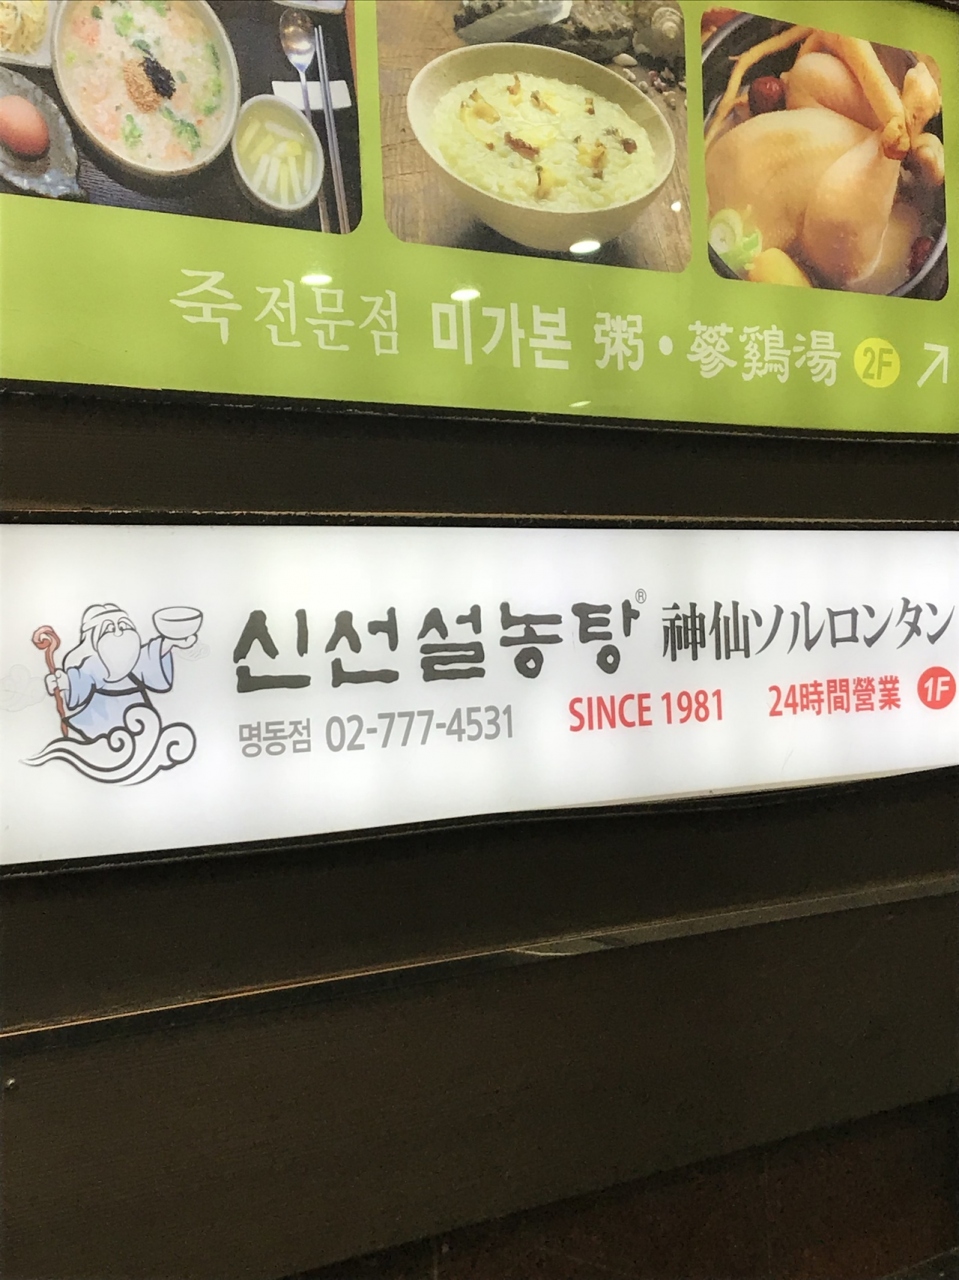 죽 전문점 미가본 粥・蔘鷄湯 2F ↗
신선설농탕® 神仙ソルロンタン
명동점 02-777-4531 SINCE 1981 24時間營業 1F